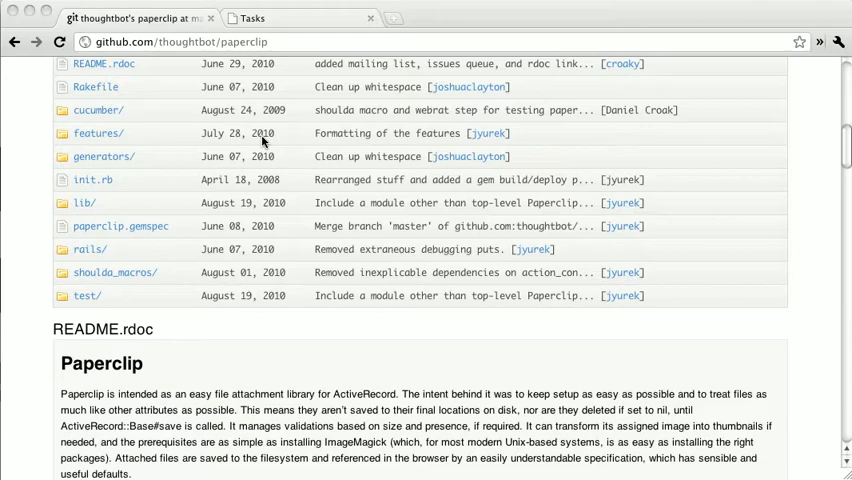 git thoughtbot's paperclip at ma
Tasks
github.com/thoughtbot/paperclip
README.rdoc June 29, 2010 added mailing list, issues queue, and rdoc link... [croaky]
Rakefile June 07, 2010 Clean up whitespace [joshuaclayton]
cucumber/ August 24, 2009 shoulda macro and webrat step for testing paper... [Daniel Croak]
features/ July 28, 2010 Formatting of the features [jyurek]
generators/ June 07, 2010 Clean up whitespace [joshuaclayton]
init.rb April 18, 2008 Rearranged stuff and added a gem build/deploy p... [jyurek]
lib/ August 19, 2010 Include a module other than top-level Paperclip... [jyurek]
paperclip.gemspec June 08, 2010 Merge branch 'master' of github.com:thoughtbot/... [jyurek]
rails/ June 07, 2010 Removed extraneous debugging puts. [jyurek]
shoulda_macros/ August 01, 2010 Removed inexplicable dependencies on action_con... [jyurek]
test/ August 19, 2010 Include a module other than top-level Paperclip... [jyurek]
README.rdoc
Paperclip
Paperclip is intended as an easy file attachment library for ActiveRecord. The intent behind it was to keep setup as easy as possible and to treat files as
much like other attributes as possible. This means they aren't saved to their final locations on disk, nor are they deleted if set to nil, until
ActiveRecord::Base#save is called. It manages validations based on size and presence, if required. It can transform its assigned image into thumbnails if
needed, and the prerequisites are as simple as installing ImageMagick (which, for most modern Unix-based systems, is as easy as installing the right
packages). Attached files are saved to the filesystem and referenced in the browser by an easily understandable specification, which has sensible and
useful defaults.